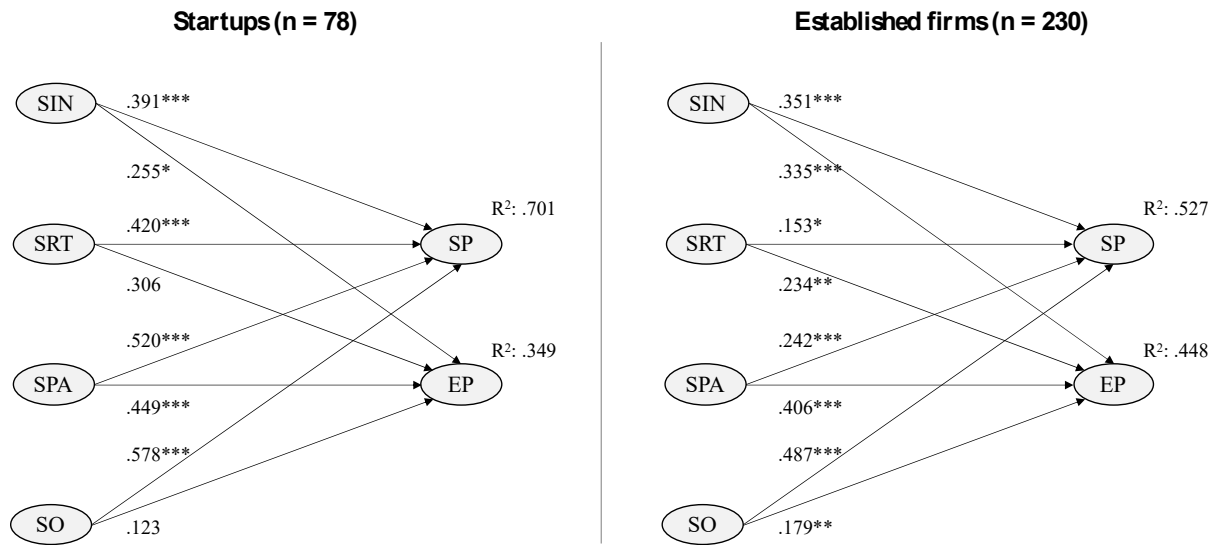 Startups (n = 78)
SIN
.391***
.255*
R²: .701
SRT
.420***
SP
.306
.520***
R²: .349
SPA
EP
.449***
.578***
SO
.123
Established firms (n = 230)
SIN
.351***
.335***
R²: .527
SRT
.153*
SP
.234**
.242***
R²: .448
SPA
EP
.406***
.487***
SO
.179**